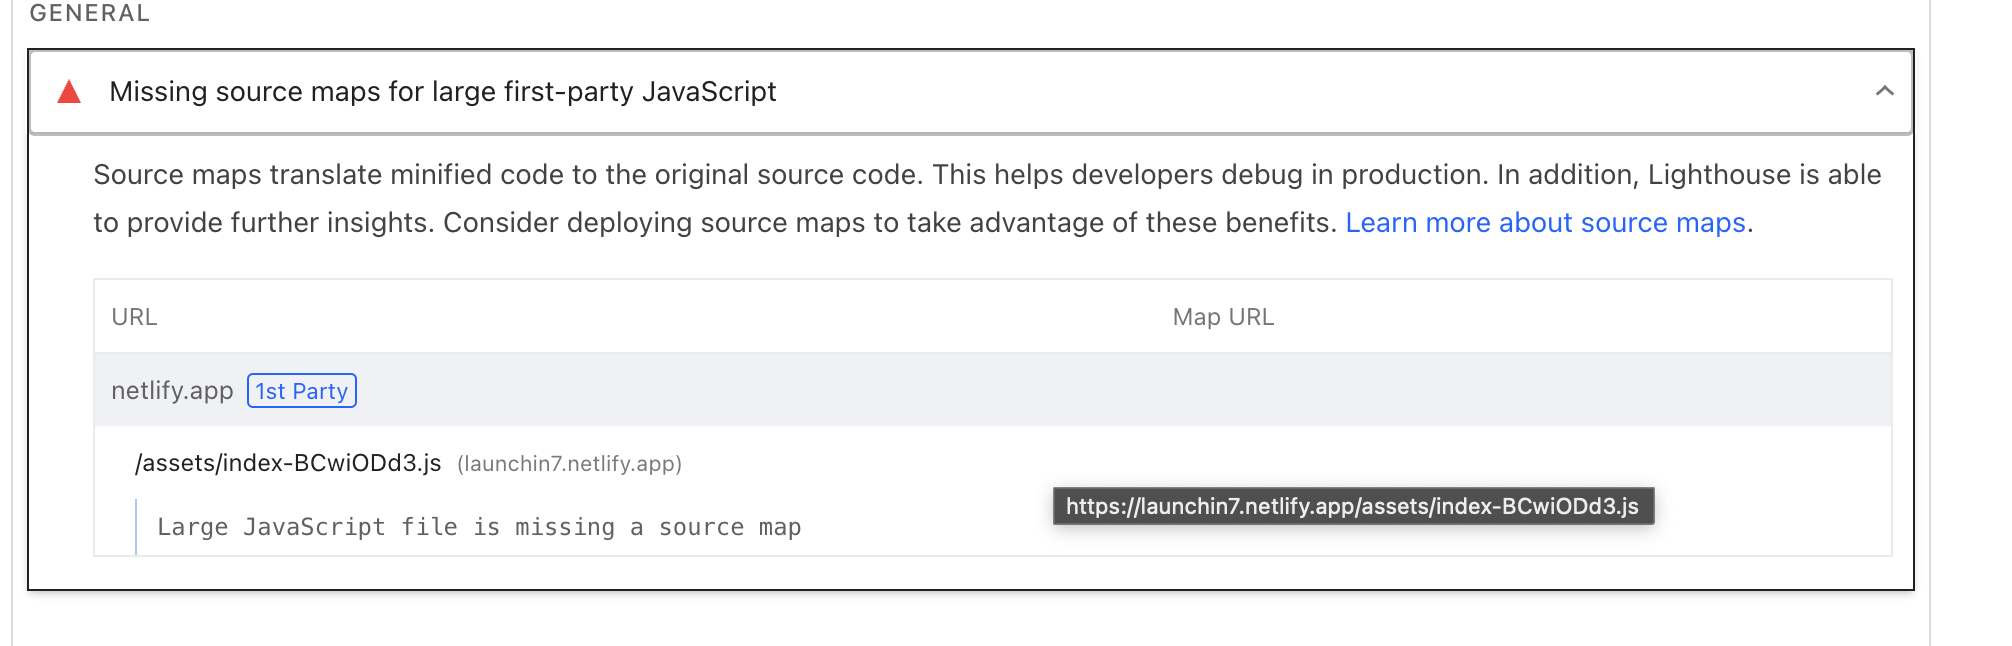 GENERAL
Missing source maps for large first-party JavaScript
Source maps translate minified code to the original source code. This helps developers debug in production. In addition, Lighthouse is able
to provide further insights. Consider deploying source maps to take advantage of these benefits. Learn more about source maps.
URL Map URL
netlify.app 1st Party
/assets/index-BCwiODd3.js (launchin7.netlify.app)
https://launchin7.netlify.app/assets/index-BCwiODd3.js
Large JavaScript file is missing a source map